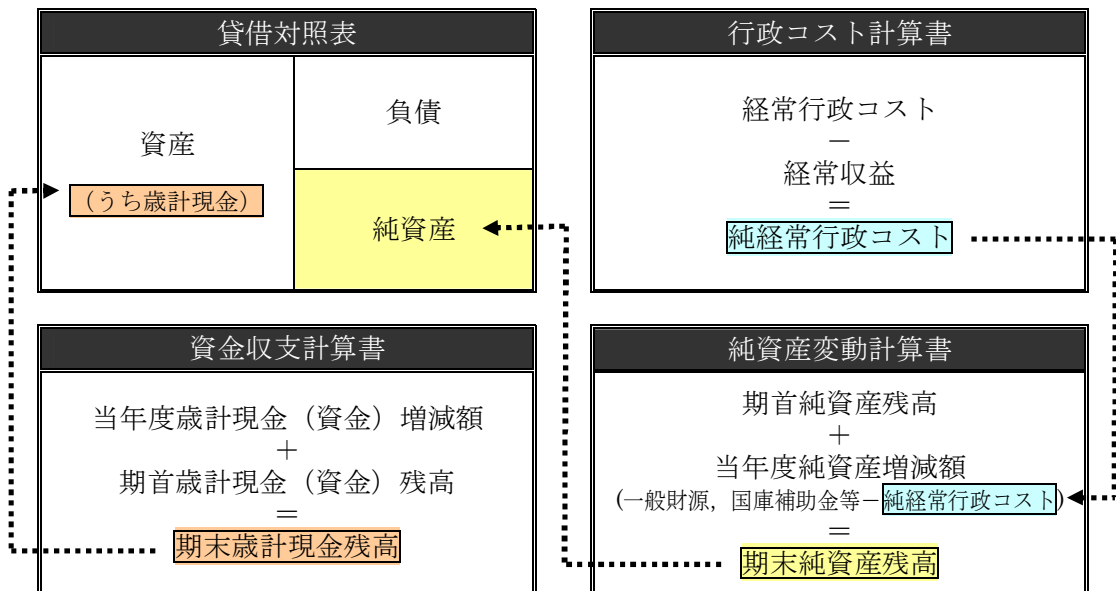 貸借対照表
資産
(うち歳計現金)
負債
純資産
行政コスト計算書
経常行政コスト
−
経常収益
＝
純経常行政コスト
資金収支計算書
当年度歳計現金（資金）増減額
＋
期首歳計現金（資金）残高
＝
期末歳計現金残高
純資産変動計算書
期首純資産残高
＋
当年度純資産増減額
(一般財源，国庫補助金等−純経常行政コスト)
＝
期末純資産残高